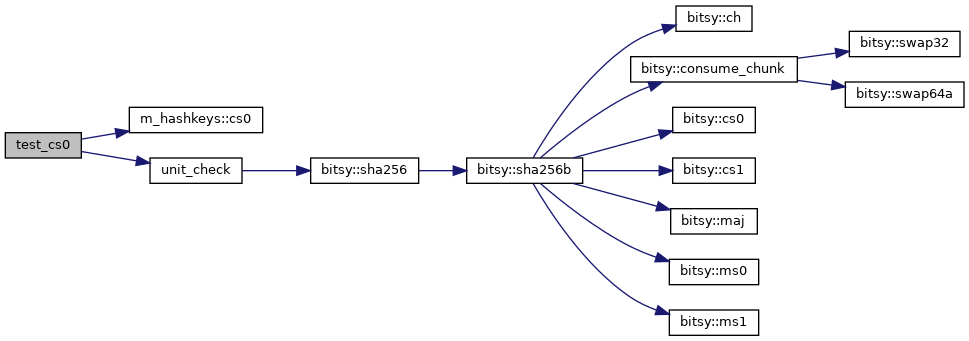 test_cs0
m_hashkeys::cs0
unit_check
bitsy::sha256
bitsy::sha256b
bitsy::ch
bitsy::consume_chunk
bitsy::swap32
bitsy::swap64a
bitsy::cs0
bitsy::cs1
bitsy::maj
bitsy::ms0
bitsy::ms1